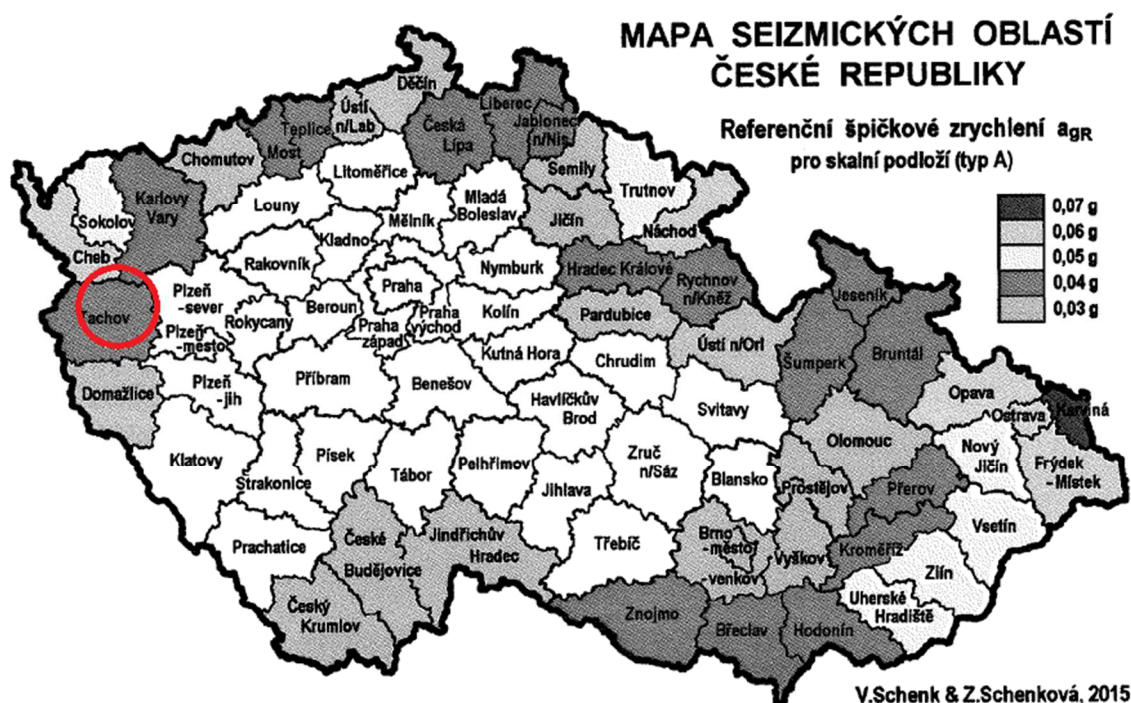 MAPA SEIZMICKÝCH OBLASTÍ
ČESKÉ REPUBLIKY
Referenční špičkové zrychlení agR
pro skalní podloží (typ A)
0,07 g
0,06 g
0,05 g
0,04 g
0,03 g
Děčín
Ústí
n/Lab
Teplice
Most
Chomutov
Liberec
Jablonec
n/Nis
Česká
Lípa
Semily
Trutnov
Náchod
Jičín
Litoměřice
Mladá
Boleslav
Mělník
Louny
Kladno
Rakovník
Karlovy
Vary
Sokolov
Cheb
Tachov
Plzeň
-sever
Plzeň
-město
Rokycany
Beroun
Praha
Praha
západ
Praha
východ
Nymburk
Kolín
Hradec Králové
Rychnov
n/Kněž
Pardubice
Ústí n/Orl
Jeseník
Šumperk
Bruntál
Opava
Ostrava
Karviná
Domažlice
Plzeň
-jih
Příbram
Benešov
Kutná Hora
Chrudim
Havlíčkův
Brod
Svitavy
Olomouc
Nový
Jičín
Frýdek
-Místek
Klatovy
Strakonice
Písek
Tábor
Pelhřimov
Jihlava
Zruč
n/Sáz
Blansko
Prostějov
Přerov
Vsetín
Prachatice
České
Budějovice
Jindřichův
Hradec
Třebíč
Brno
-město
-venkov
Vyškov
Kroměříž
Zlín
Uherské
Hradiště
Český
Krumlov
Znojmo
Břeclav
Hodonín
V.Schenk & Z.Schenková, 2015